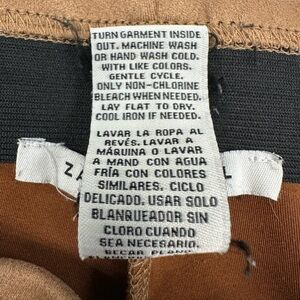 TURN GARMENT INSIDE
OUT. MACHINE WASH
OR HAND WASH COLD.
WITH LIKE COLORS.
GENTLE CYCLE.
ONLY NON-CHLORINE
BLEACH WHEN NEEDED.
LAY FLAT TO DRY.
COOL IRON IF NEEDED.
LAVAR LA ROPA AL
REVÉS. LAVAR A
MÁQUINA O LAVAR
A MAND CON AGUA
FRÍA CON COLORES
SIMILARES. CICLO
DELICADO. USAR SOLO
BLANQUEADOR SIN
CLORO CUANDO
SEA NECESARIO.